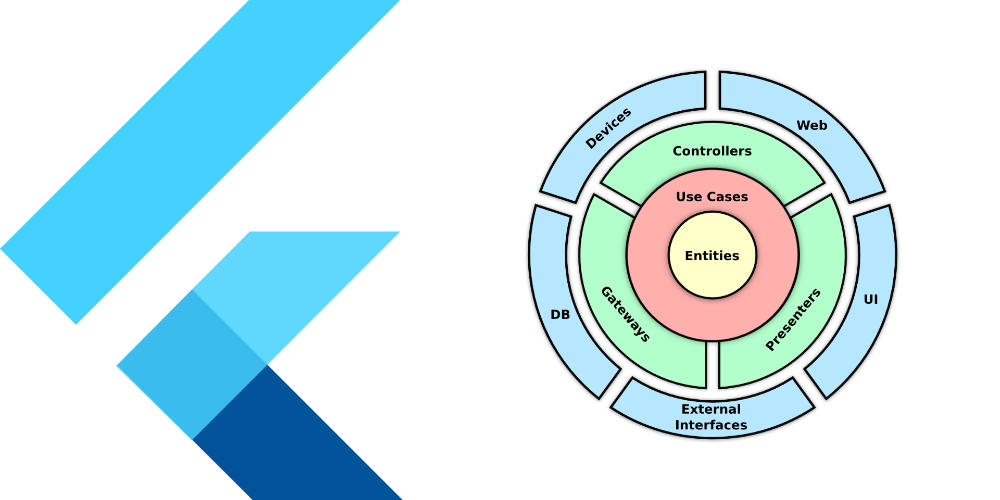 Devices
Web
Controllers
Use Cases
Entities
Gateways
Presenters
DB
UI
External
Interfaces